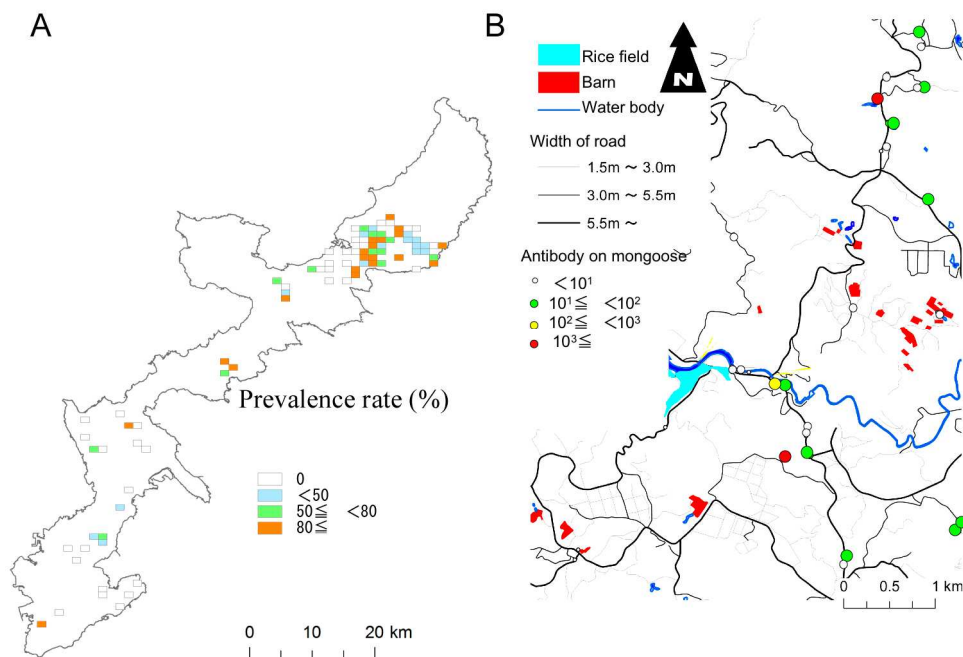 A
Prevalence rate (%)
0
<50
50≦ <80
80≦
0 10 20 km
B
Rice field
Barn
Water body
N
Width of road
1.5m ~ 3.0m
3.0m ~ 5.5m
5.5m ~
Antibody on mongoose
<10¹
10¹≦ <10²
10²≦ <10³
10³≦
0 0.5 1 km